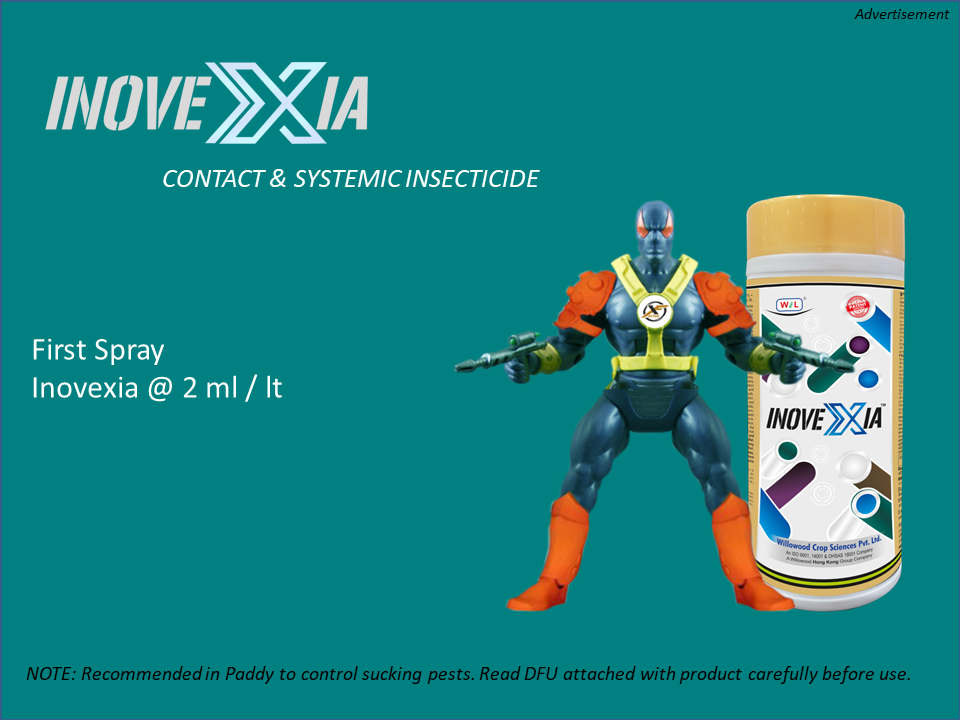 Advertisement
INOVEXIA
CONTACT & SYSTEMIC INSECTICIDE
First Spray
Inovexia @ 2 ml / lt
WIL
INOVEXIA™
Willowood Crop Sciences Pvt. Ltd.
An ISO 9001, 14001 & OHSAS 18001 Company
A Willowood Hong Kong Group Company
NOTE: Recommended in Paddy to control sucking pests. Read DFU attached with product carefully before use.